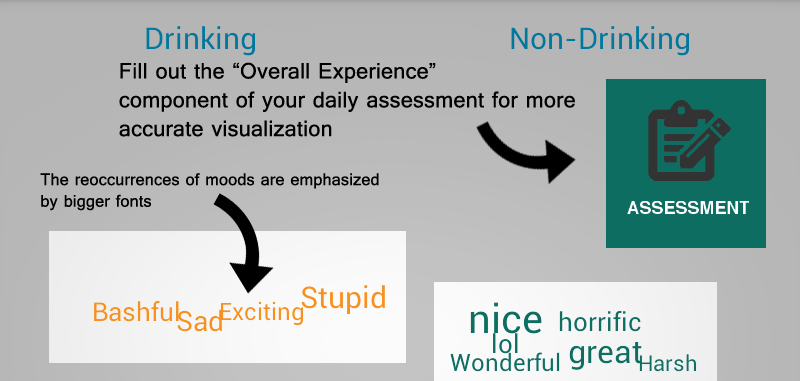 Drinking
Non-Drinking
Fill out the “Overall Experience”
component of your daily assessment for more
accurate visualization
ASSESSMENT
The reoccurrences of moods are emphasized
by bigger fonts
Bashful Sad Exciting Stupid
nice horrific
lol
Wonderful great Harsh